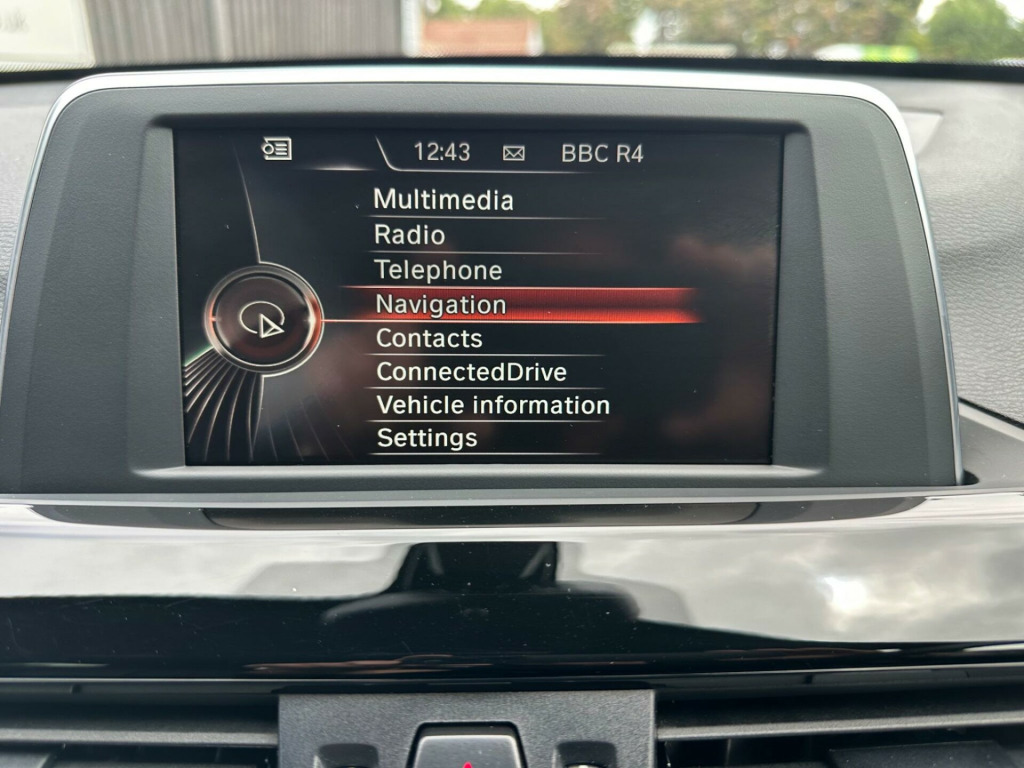 12:43 BBC R4
Multimedia
Radio
Telephone
Navigation
Contacts
ConnectedDrive
Vehicle information
Settings